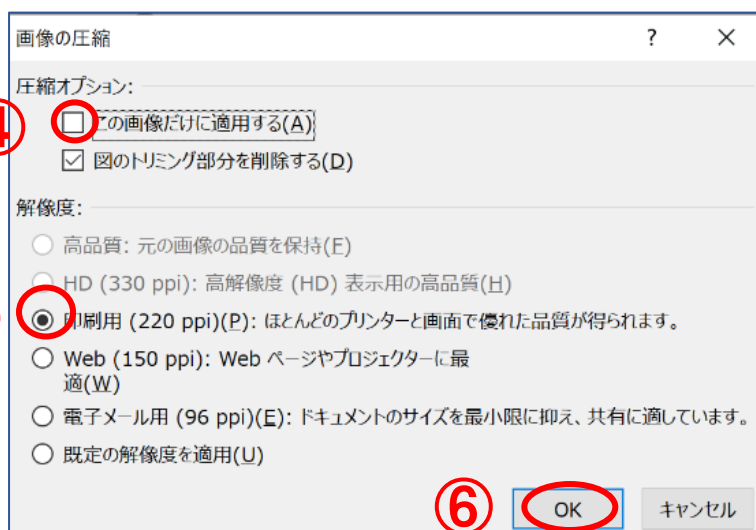 画像の圧縮 ?
圧縮オプション:
④
この画像だけに適用する(A)
図のトリミング部分を削除する(D)
解像度:
高品質: 元の画像の品質を保持(F)
HD (330 ppi): 高解像度 (HD) 表示用の高品質(H)
印刷用 (220 ppi)(P): ほとんどのプリンターと画面で優れた品質が得られます。
Web (150 ppi): Web ページやプロジェクターに最
適(W)
電子メール用 (96 ppi)(E): ドキュメントのサイズを最小限に抑え、共有に適しています。
既定の解像度を適用(U)
⑥ OK キャンセル